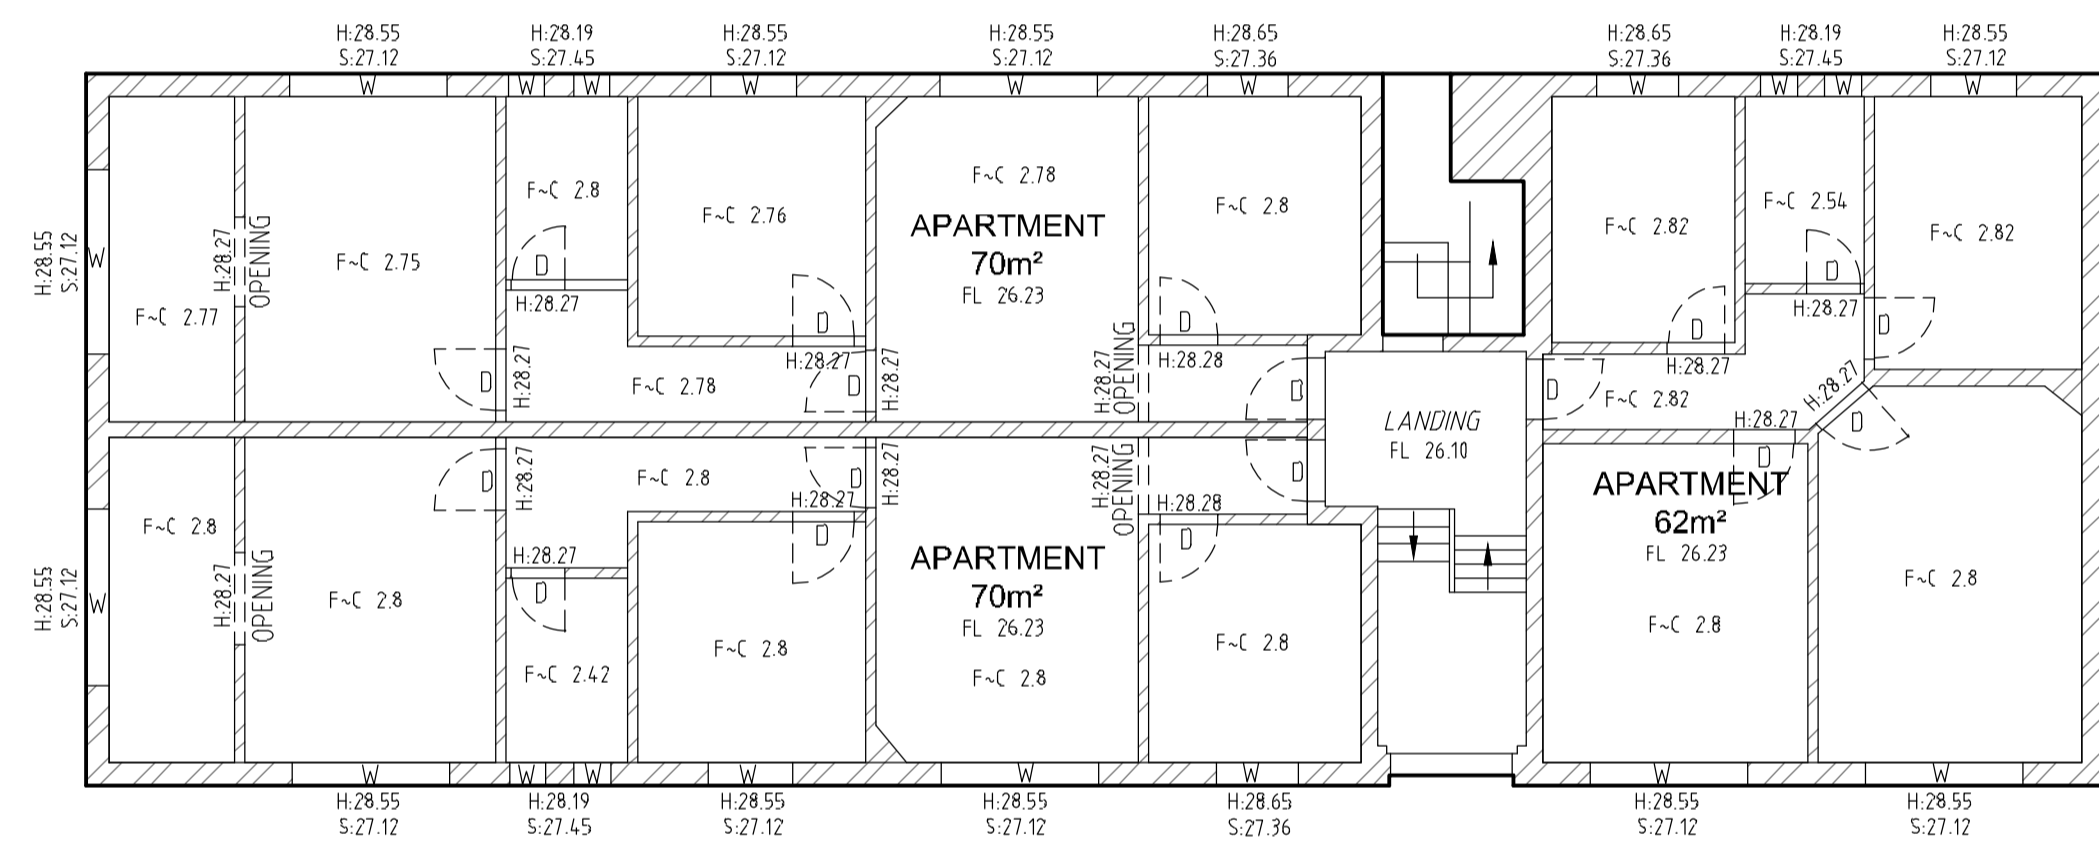 H:28.55
S:27.12
H:28.19
S:27.45
H:28.55
S:27.12
H:28.55
S:27.12
H:28.65
S:27.36
H:28.65
S:27.36
H:28.19
S:27.45
H:28.55
S:27.12
W
W
W
W
W
W
W
W
W
W
H:28.55
S:27.12
W
F~C 2.77
H:28.27
OPENING
F~C 2.75
D
H:28.27
F~C 2.8
D
H:28.27
F~C 2.76
D
H:28.27
F~C 2.78
D
H:28.27
F~C 2.78
APARTMENT
70m²
FL 26.23
H:28.27
OPENING
F~C 2.8
D
H:28.28
D
LANDING
FL 26.10
F~C 2.82
D
H:28.27
F~C 2.54
D
H:28.27
F~C 2.82
D
D
F~C 2.82
H:28.27
D
H:28.27
D
H:28.55
S:27.12
W
F~C 2.8
H:28.27
OPENING
F~C 2.8
D
H:28.27
F~C 2.8
H:28.27
D
F~C 2.42
H:28.27
D
F~C 2.8
D
H:28.27
APARTMENT
70m²
FL 26.23
F~C 2.8
H:28.27
OPENING
H:28.28
D
D
F~C 2.8
APARTMENT
62m²
FL 26.23
F~C 2.8
F~C 2.8
W
W
W
W
W
W
W
W
H:28.55
S:27.12
H:28.19
S:27.45
H:28.55
S:27.12
H:28.55
S:27.12
H:28.65
S:27.36
H:28.55
S:27.12
H:28.55
S:27.12